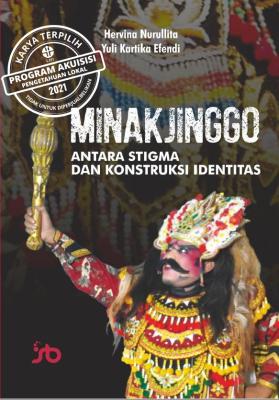 Hervina Nurullita
Yuli Kartika Efendi
KARYA TERPILIH
PROGRAM AKUISISI
PENGETAHUAN LOKAL
2021
TIDAK UNTUK DIPERJUALBELIKAN
MINAKJINGGO
ANTARA STIGMA
DAN KONSTRUKSI IDENTITAS
sb